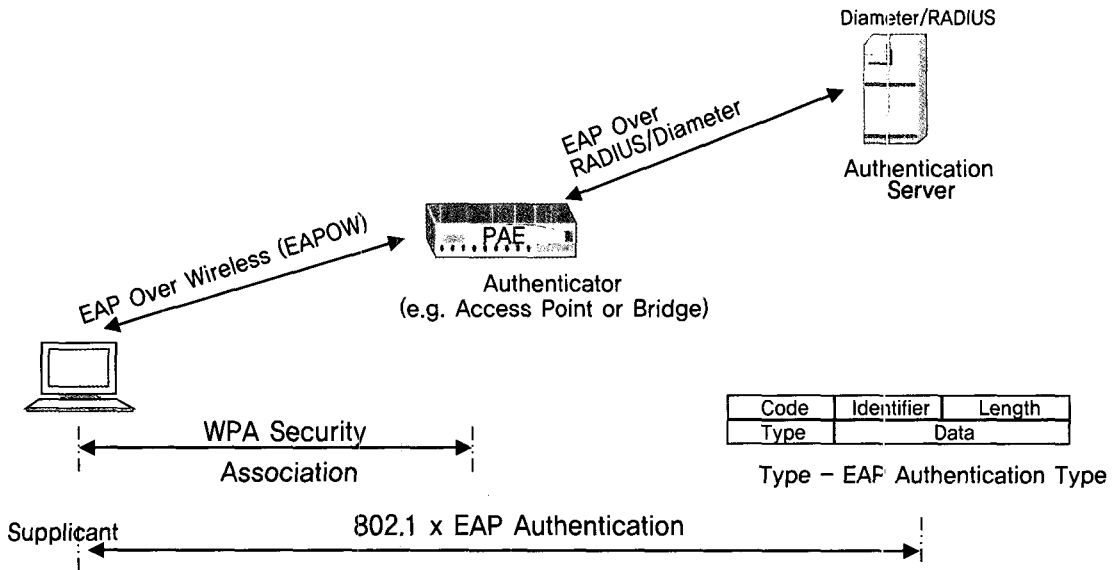 Diameter/RADIUS
EAP Over
RADIUS/Diameter
Authentication
Server
PAE
EAP Over Wireless (EAPOW)
Authenticator
(e.g. Access Point or Bridge)
Code Identifier Length
Type Data
WPA Security
Association
Type - EAP Authentication Type
Supplicant
802.1 x EAP Authentication